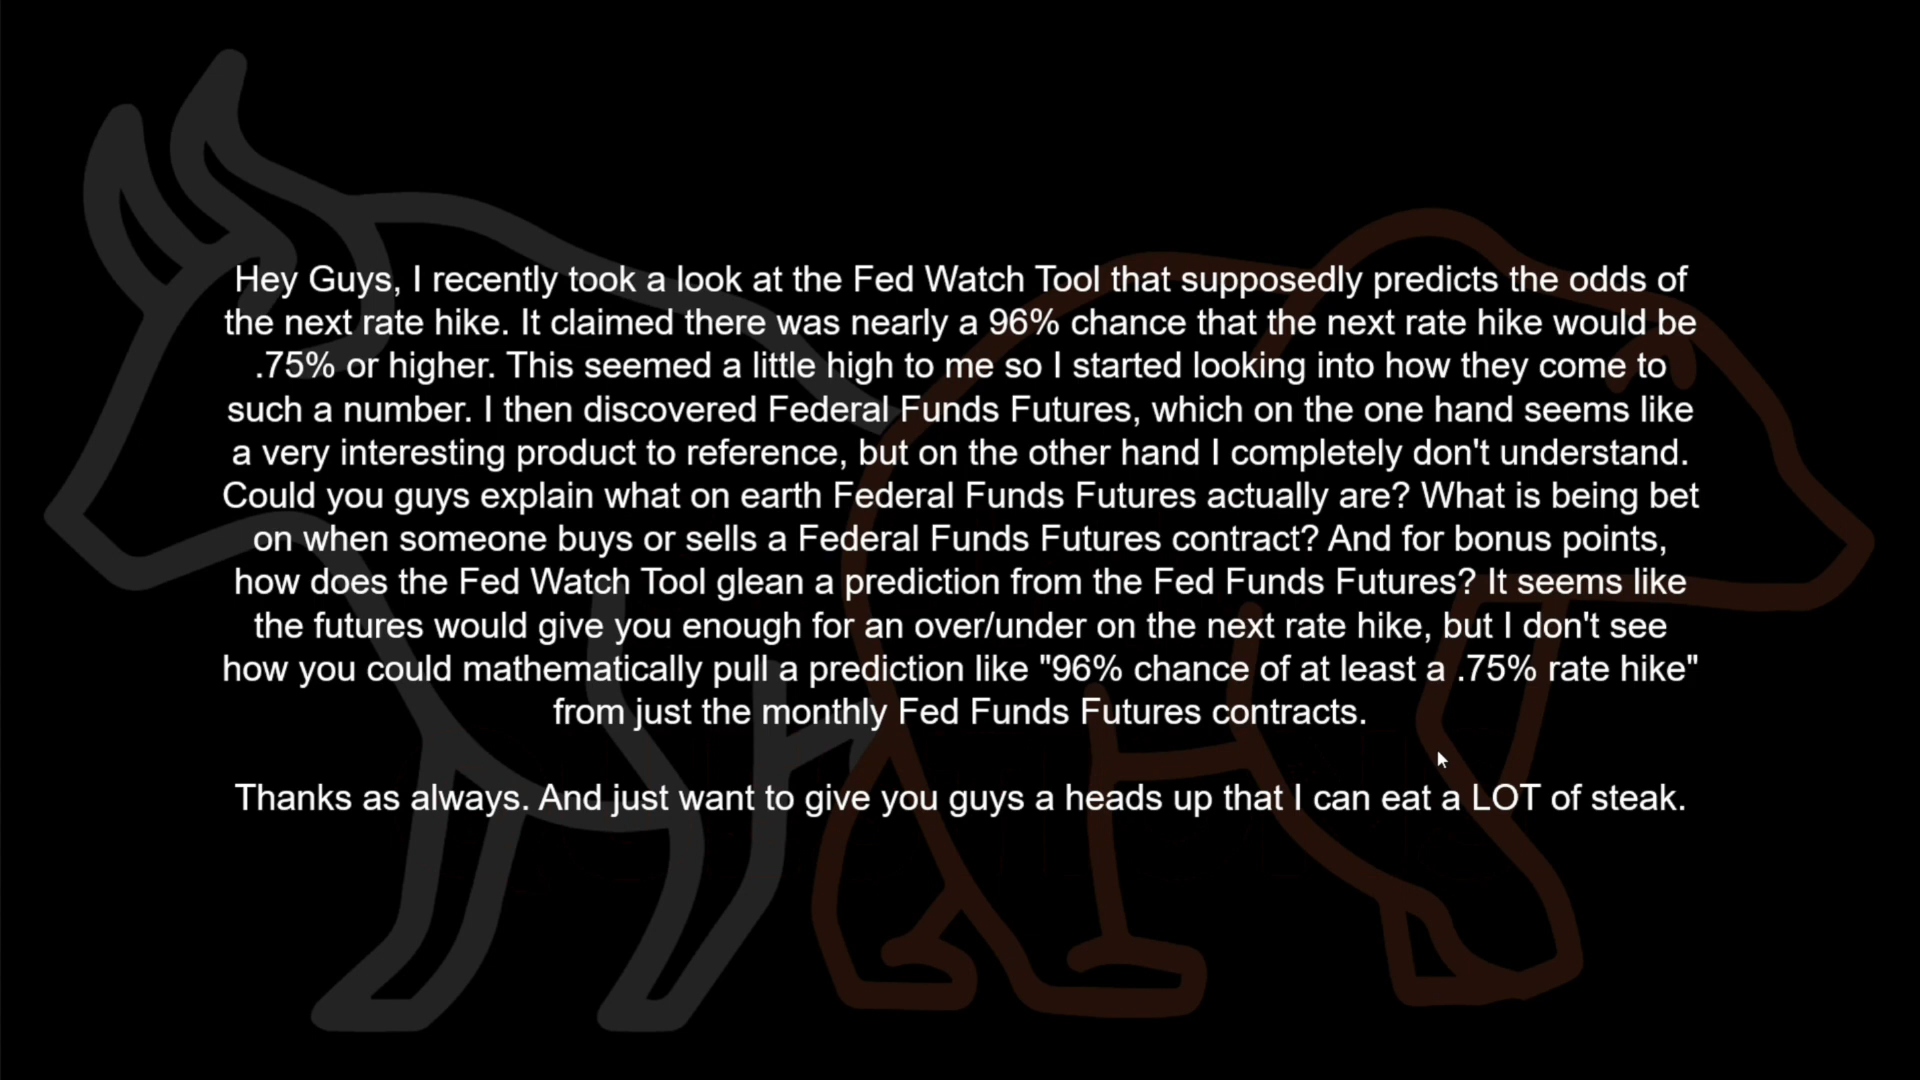 Hey Guys, I recently took a look at the Fed Watch Tool that supposedly predicts the odds of
the next rate hike. It claimed there was nearly a 96% chance that the next rate hike would be
.75% or higher. This seemed a little high to me so I started looking into how they come to
such a number. I then discovered Federal Funds Futures, which on the one hand seems like
a very interesting product to reference, but on the other hand I completely don't understand.
Could you guys explain what on earth Federal Funds Futures actually are? What is being bet
on when someone buys or sells a Federal Funds Futures contract? And for bonus points,
how does the Fed Watch Tool glean a prediction from the Fed Funds Futures? It seems like
the futures would give you enough for an over/under on the next rate hike, but I don't see
how you could mathematically pull a prediction like "96% chance of at least a .75% rate hike"
from just the monthly Fed Funds Futures contracts.
Thanks as always. And just want to give you guys a heads up that I can eat a LOT of steak.